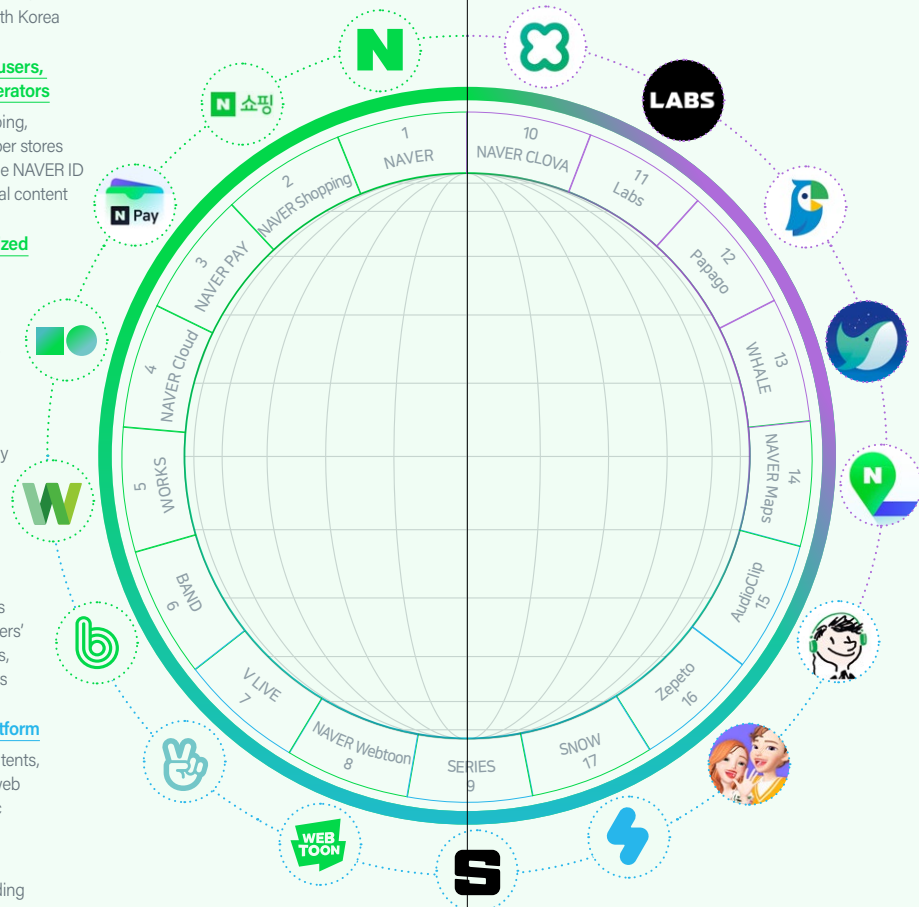 th Korea
users,
erators
ping,
per stores
e NAVER ID
al content
zed
y
s
ers'
s,
s
tform
tents,
veb
ding
N
N 쇼핑
N Pay
W
b
WEB
TOON
S
LABS
N
1
NAVER
2
NAVER Shopping
3
NAVER PAY
4
NAVER Cloud
5
WORKS
BAND
6
V LIVE
7
NAVER Webtoon
8
SERIES
9
10
NAVER CLOVA
11
Labs
12
Papago
13
WHALE
14
NAVER Maps
AudioClip
15
Zepeto
16
SNOW
17